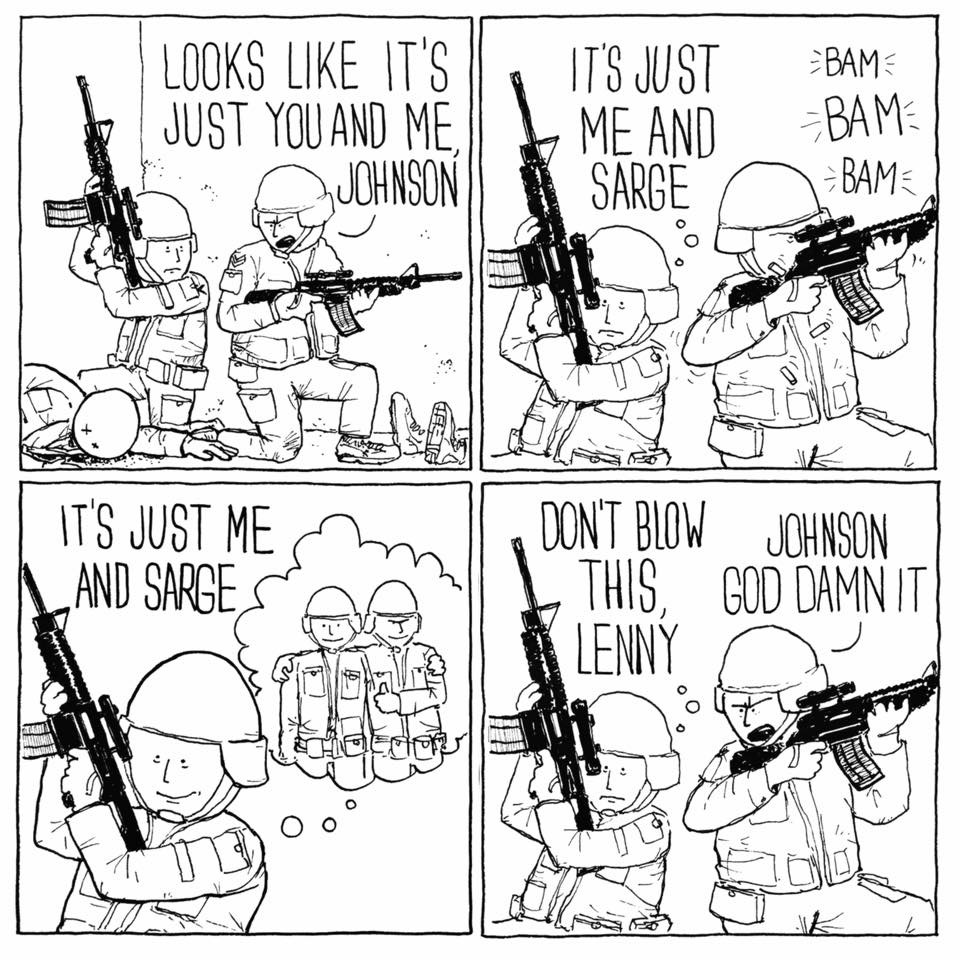 LOOKS LIKE IT'S
JUST YOU AND ME,
JOHNSON
IT'S JUST
ME AND
SARGE
BAM
BAM
BAM
IT'S JUST ME
AND SARGE
DON'T BLOW
THIS,
LENNY
JOHNSON
GOD DAMN IT